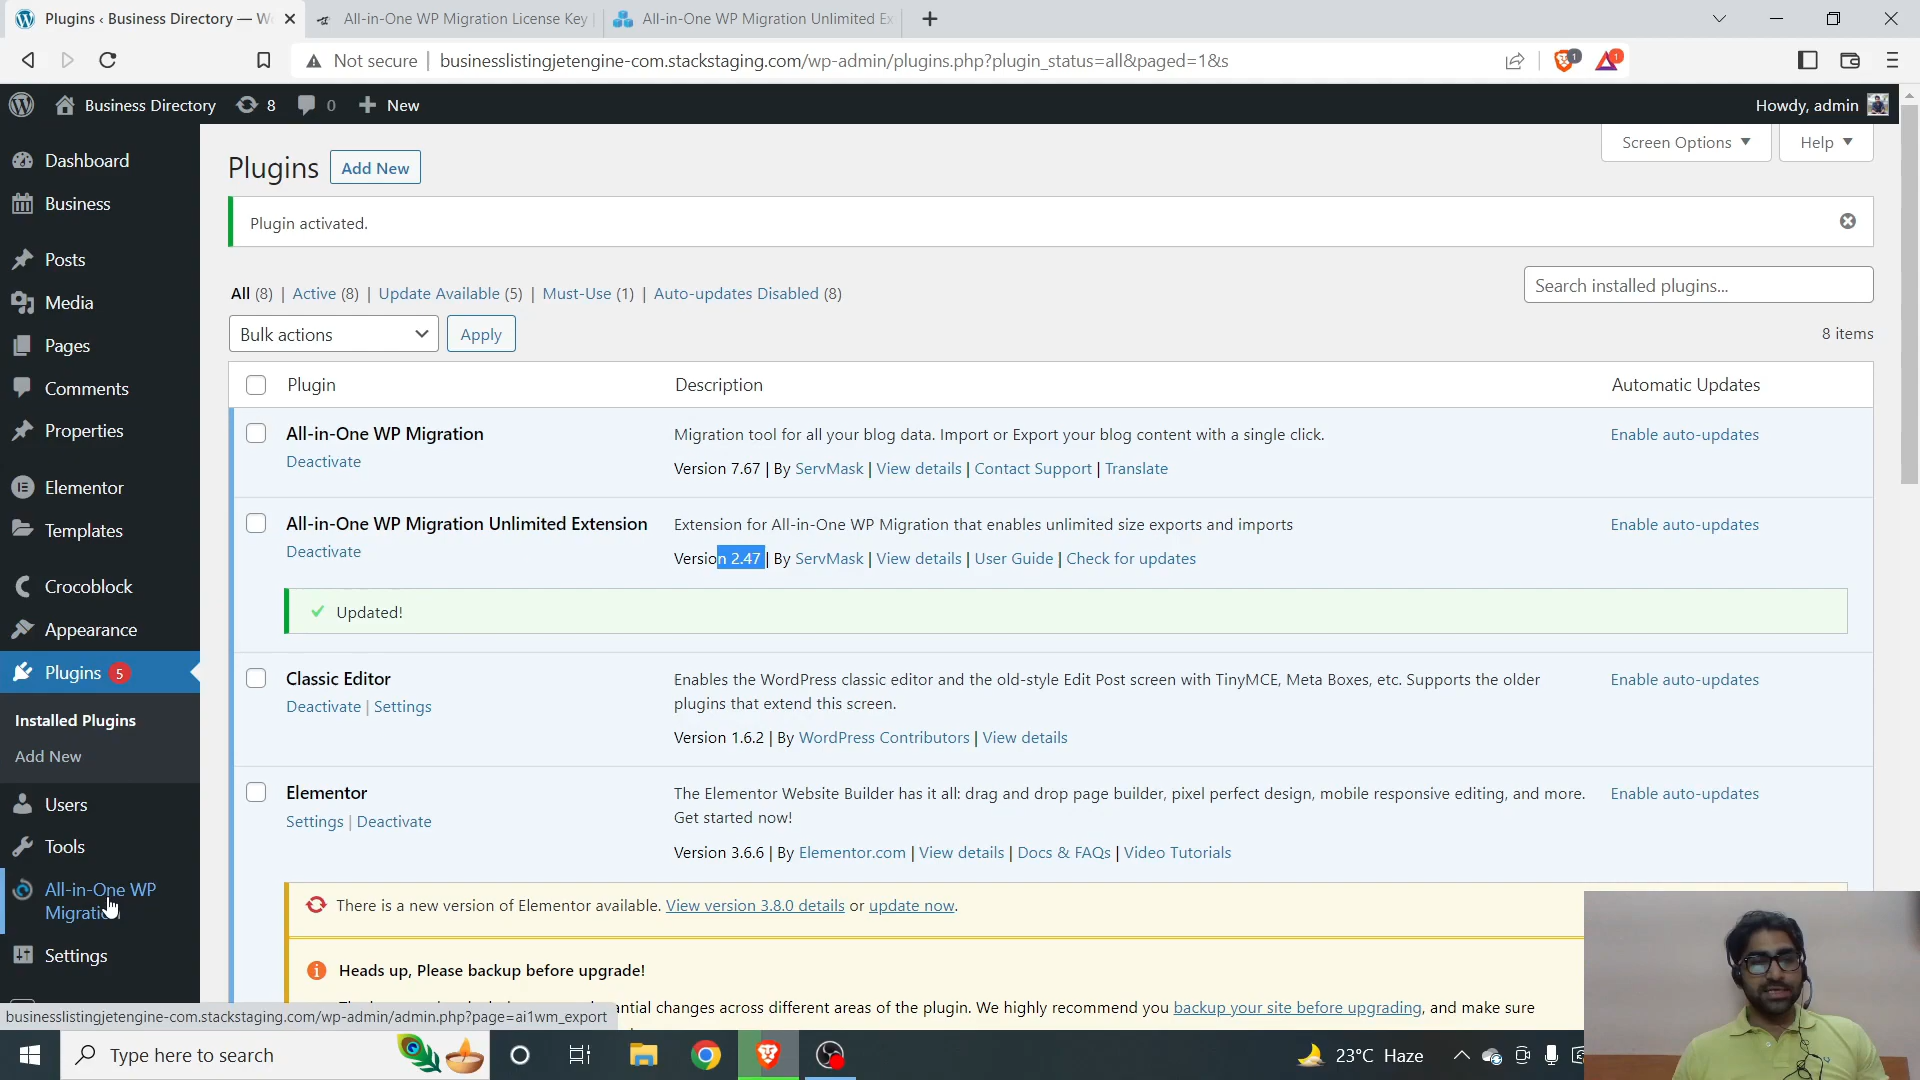 Plugins ‹ Business Directory — W
All-in-One WP Migration License Key
All-in-One WP Migration Unlimited Ex
Not secure
businesslistingjetengine-com.stackstaging.com/wp-admin/plugins.php?plugin_status=all&paged=1&s
1
1
Business Directory
8
0
New
Howdy, admin
Dashboard
Business
Posts
Media
Pages
Comments
Properties
Elementor
Templates
Crocoblock
Appearance
Plugins 5
Installed Plugins
Add New
Users
Tools
All-in-One WP
Migration
Settings
Plugins
Add New
Screen Options
Help
Plugin activated.
All (8) | Active (8) | Update Available (5) | Must-Use (1) | Auto-updates Disabled (8)
Search installed plugins...
Bulk actions
Apply
8 items
Plugin
Description
Automatic Updates
All-in-One WP Migration
Deactivate
Migration tool for all your blog data. Import or Export your blog content with a single click.
Version 7.67 | By ServMask | View details | Contact Support | Translate
Enable auto-updates
All-in-One WP Migration Unlimited Extension
Deactivate
Extension for All-in-One WP Migration that enables unlimited size exports and imports
Version 2.47 | By ServMask | View details | User Guide | Check for updates
Enable auto-updates
Updated!
Classic Editor
Deactivate | Settings
Enables the WordPress classic editor and the old-style Edit Post screen with TinyMCE, Meta Boxes, etc. Supports the older
plugins that extend this screen.
Version 1.6.2 | By WordPress Contributors | View details
Enable auto-updates
Elementor
Settings | Deactivate
The Elementor Website Builder has it all: drag and drop page builder, pixel perfect design, mobile responsive editing, and more.
Get started now!
Version 3.6.6 | By Elementor.com | View details | Docs & FAQs | Video Tutorials
Enable auto-updates
There is a new version of Elementor available. View version 3.8.0 details or update now.
Heads up, Please backup before upgrade!
antial changes across different areas of the plugin. We highly recommend you backup your site before upgrading, and make sure
businesslistingjetengine-com.stackstaging.com/wp-admin/admin.php?page=ai1wm_export
Type here to search
23°C Haze